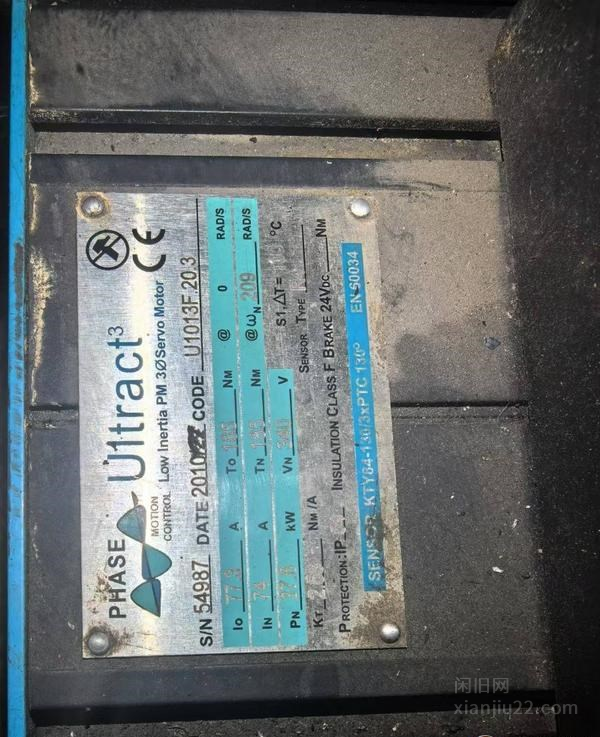 PHASE
MOTION
CONTROL
U1tract³
Low Inertia PM 3Ø Servo Motor
CE
S/N 54987 DATE 2010 CODE U1013F.20.3
Io 77.9 A To NM @ 0 RAD/S
IN 74 A TN NM @ ωN 209 RAD/S
PN kW VN V S1,ΔT= °C
KT NM/A SENSOR TYPE
PROTECTION:IP INSULATION CLASS F BRAKE 24VDC NM
SENSOR KTY84-130/3xPTC 130° EN 60034
闲旧网
xianjiu22.com